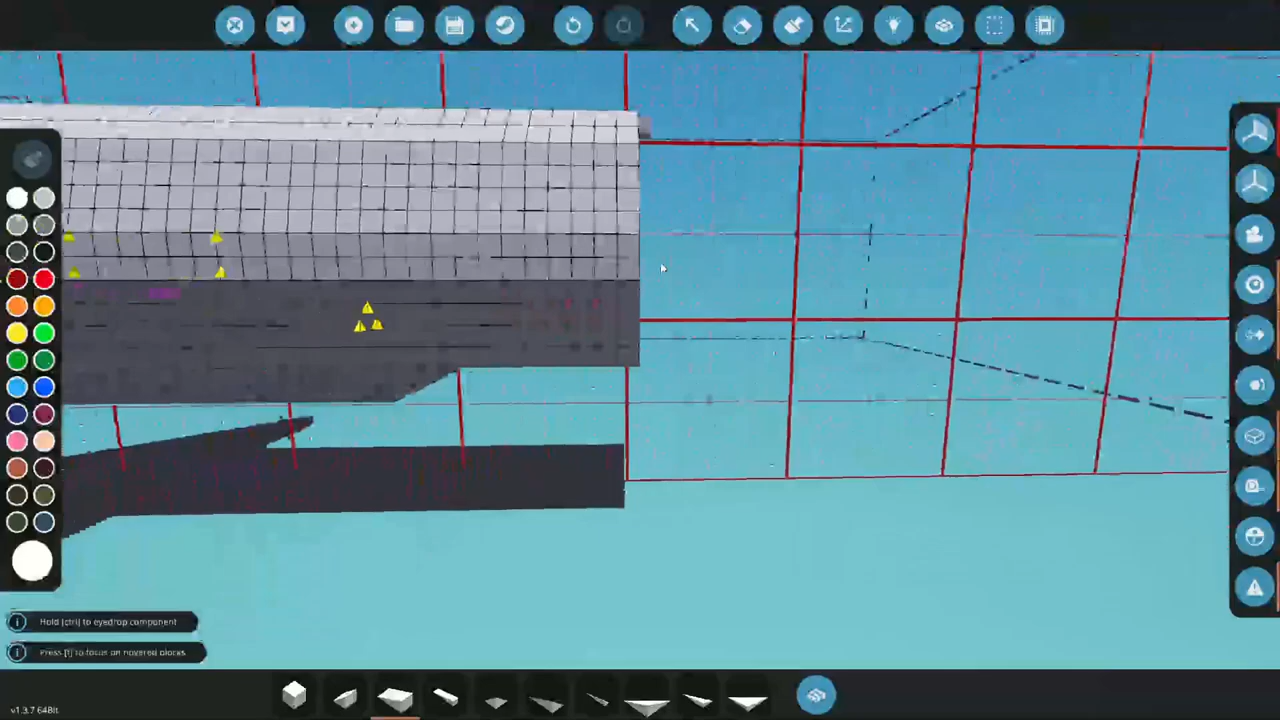 Hold [ctrl] to eyedrop component
Press [f] to focus on hovered blocks
v1.3.7 64Bit